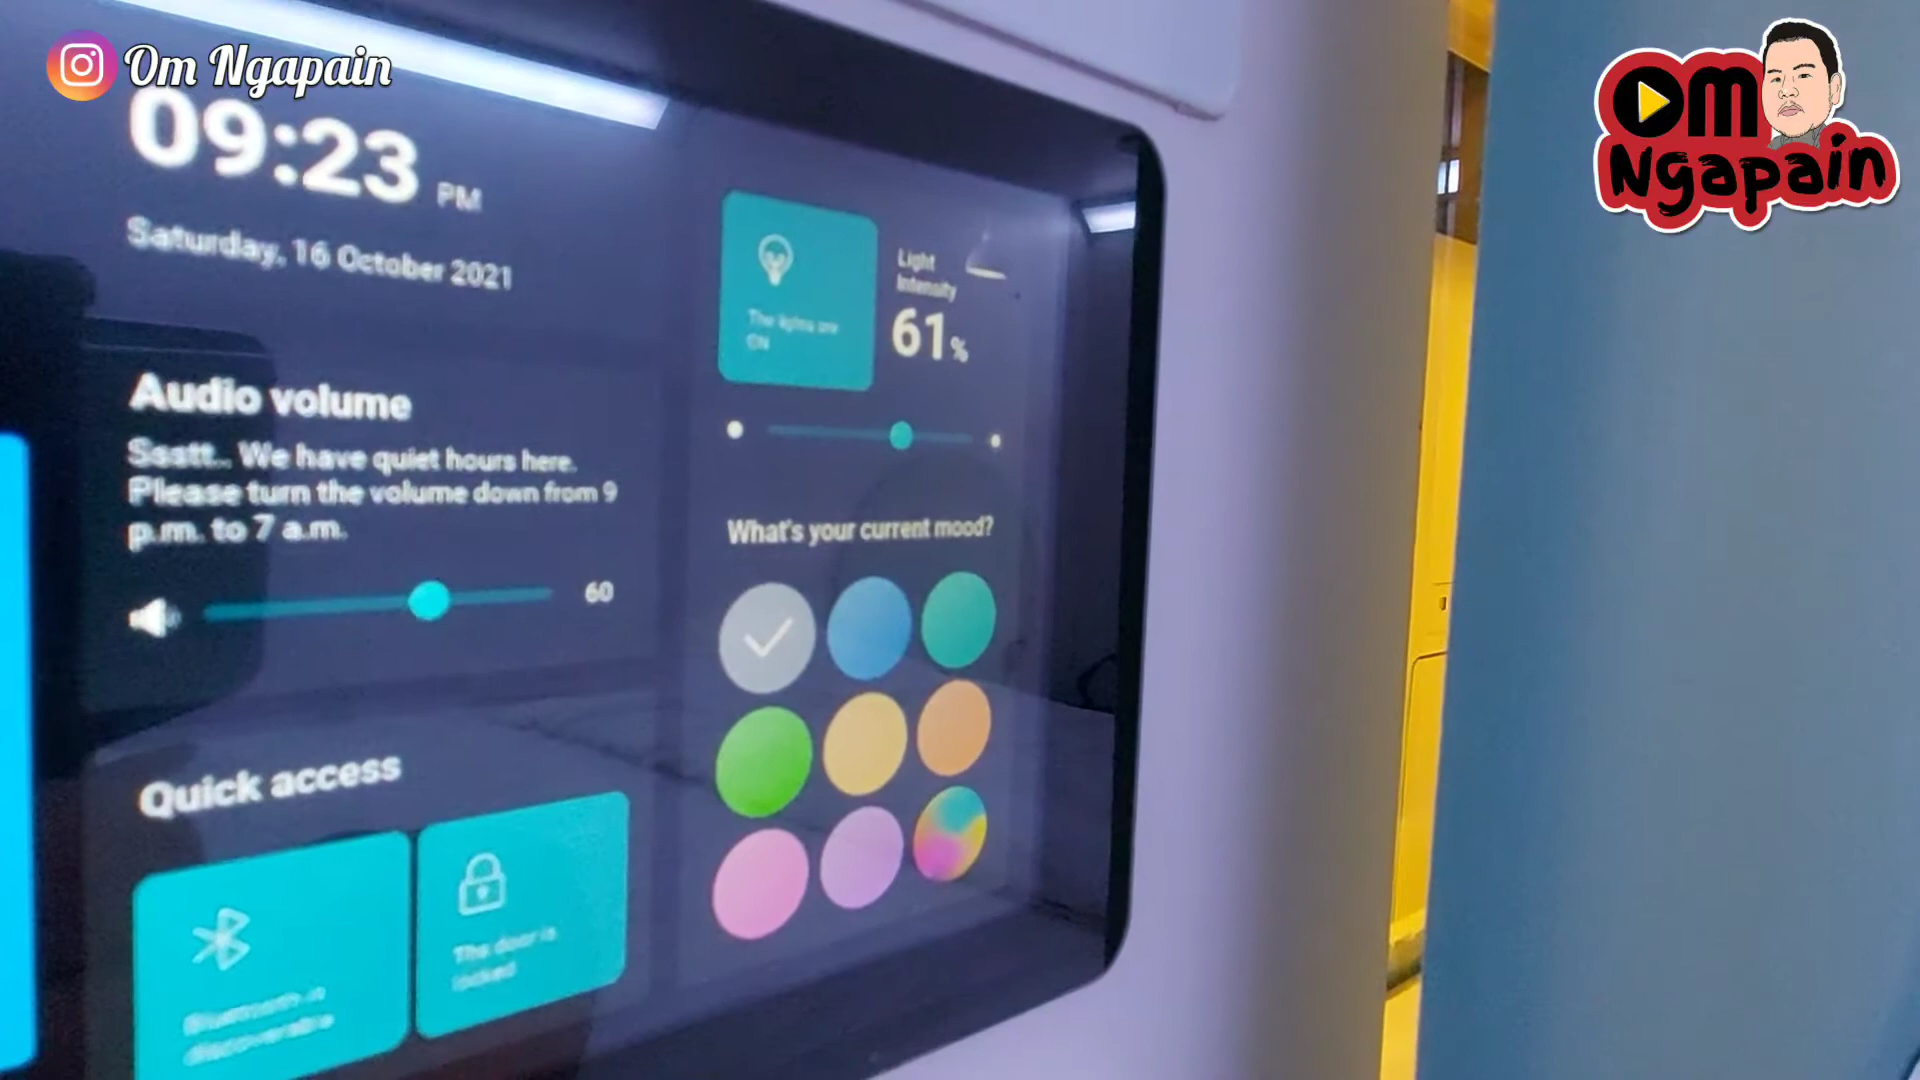 Om Ngapain
Om
Ngapain
09:23 PM
Saturday, 16 October 2021
Audio volume
Ssstt.. We have quiet hours here.
Please turn the volume down from 9
p.m. to 7 a.m.
60
Quick access
Bluetooth is
discoverable
The door is
locked
The lights are
ON
Light
Intensity
61%
What's your current mood?